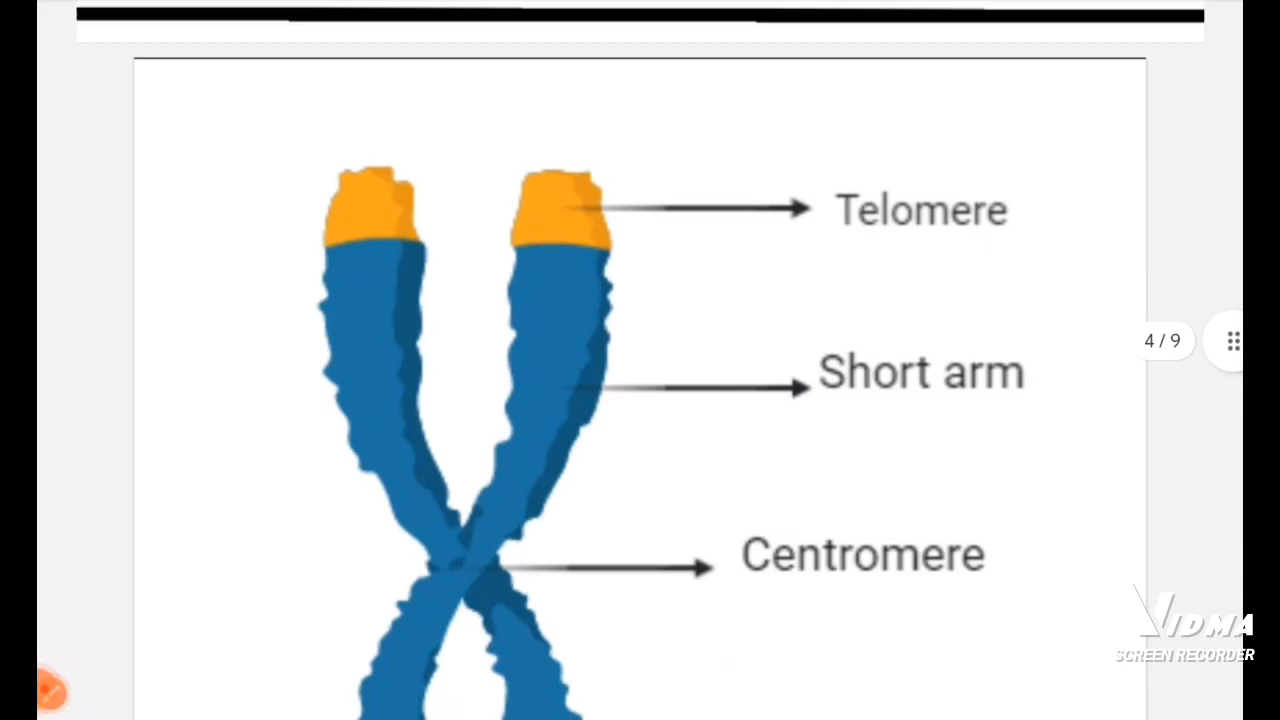 Telomere
4 / 9
Short arm
Centromere
VIDMA
SCREEN RECORDER